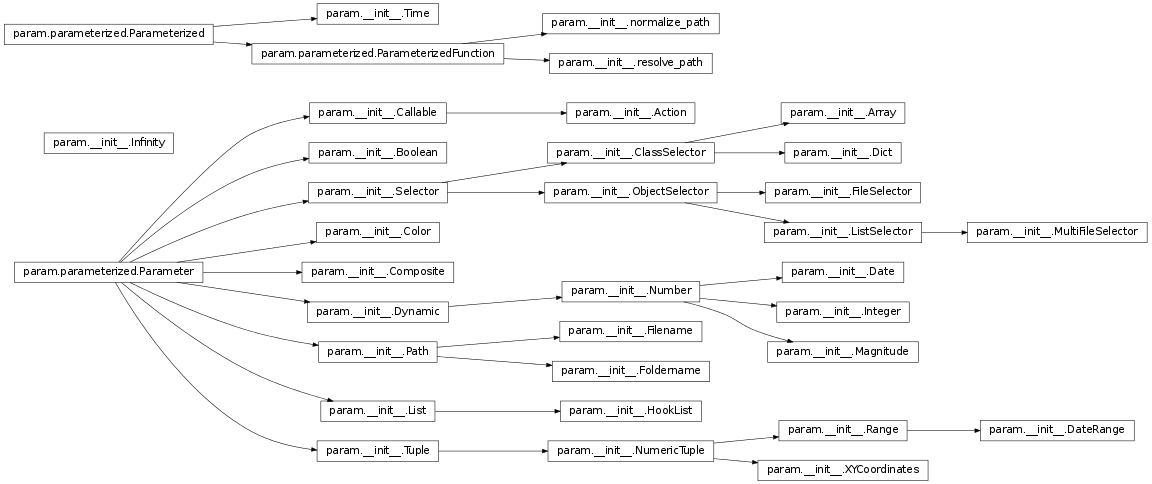 param.__init__.Time
param.__init__.normalize_path
param.parameterized.Parameterized
param.parameterized.ParameterizedFunction
param.__init__.resolve_path
param.__init__.Callable
param.__init__.Action
param.__init__.Array
param.__init__.Infinity
param.__init__.Boolean
param.__init__.ClassSelector
param.__init__.Dict
param.__init__.Selector
param.__init__.ObjectSelector
param.__init__.FileSelector
param.__init__.Color
param.__init__.ListSelector
param.__init__.MultiFileSelector
param.parameterized.Parameter
param.__init__.Composite
param.__init__.Date
param.__init__.Dynamic
param.__init__.Number
param.__init__.Integer
param.__init__.Filename
param.__init__.Path
param.__init__.Magnitude
param.__init__.Foldername
param.__init__.List
param.__init__.HookList
param.__init__.Range
param.__init__.DateRange
param.__init__.Tuple
param.__init__.NumericTuple
param.__init__.XYCoordinates